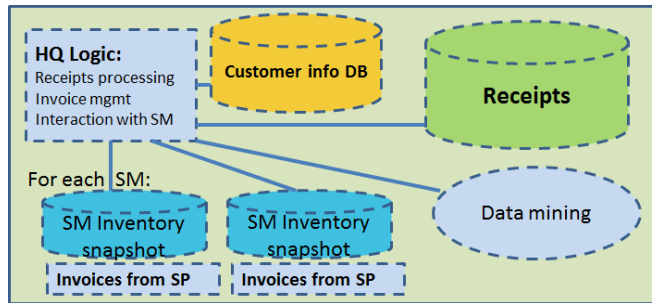 HQ Logic:
Receipts processing
Invoice mgmt
Interaction with SM
Customer info DB
Receipts
For each SM:
SM Inventory
snapshot
SM Inventory
snapshot
Data mining
Invoices from SP
Invoices from SP